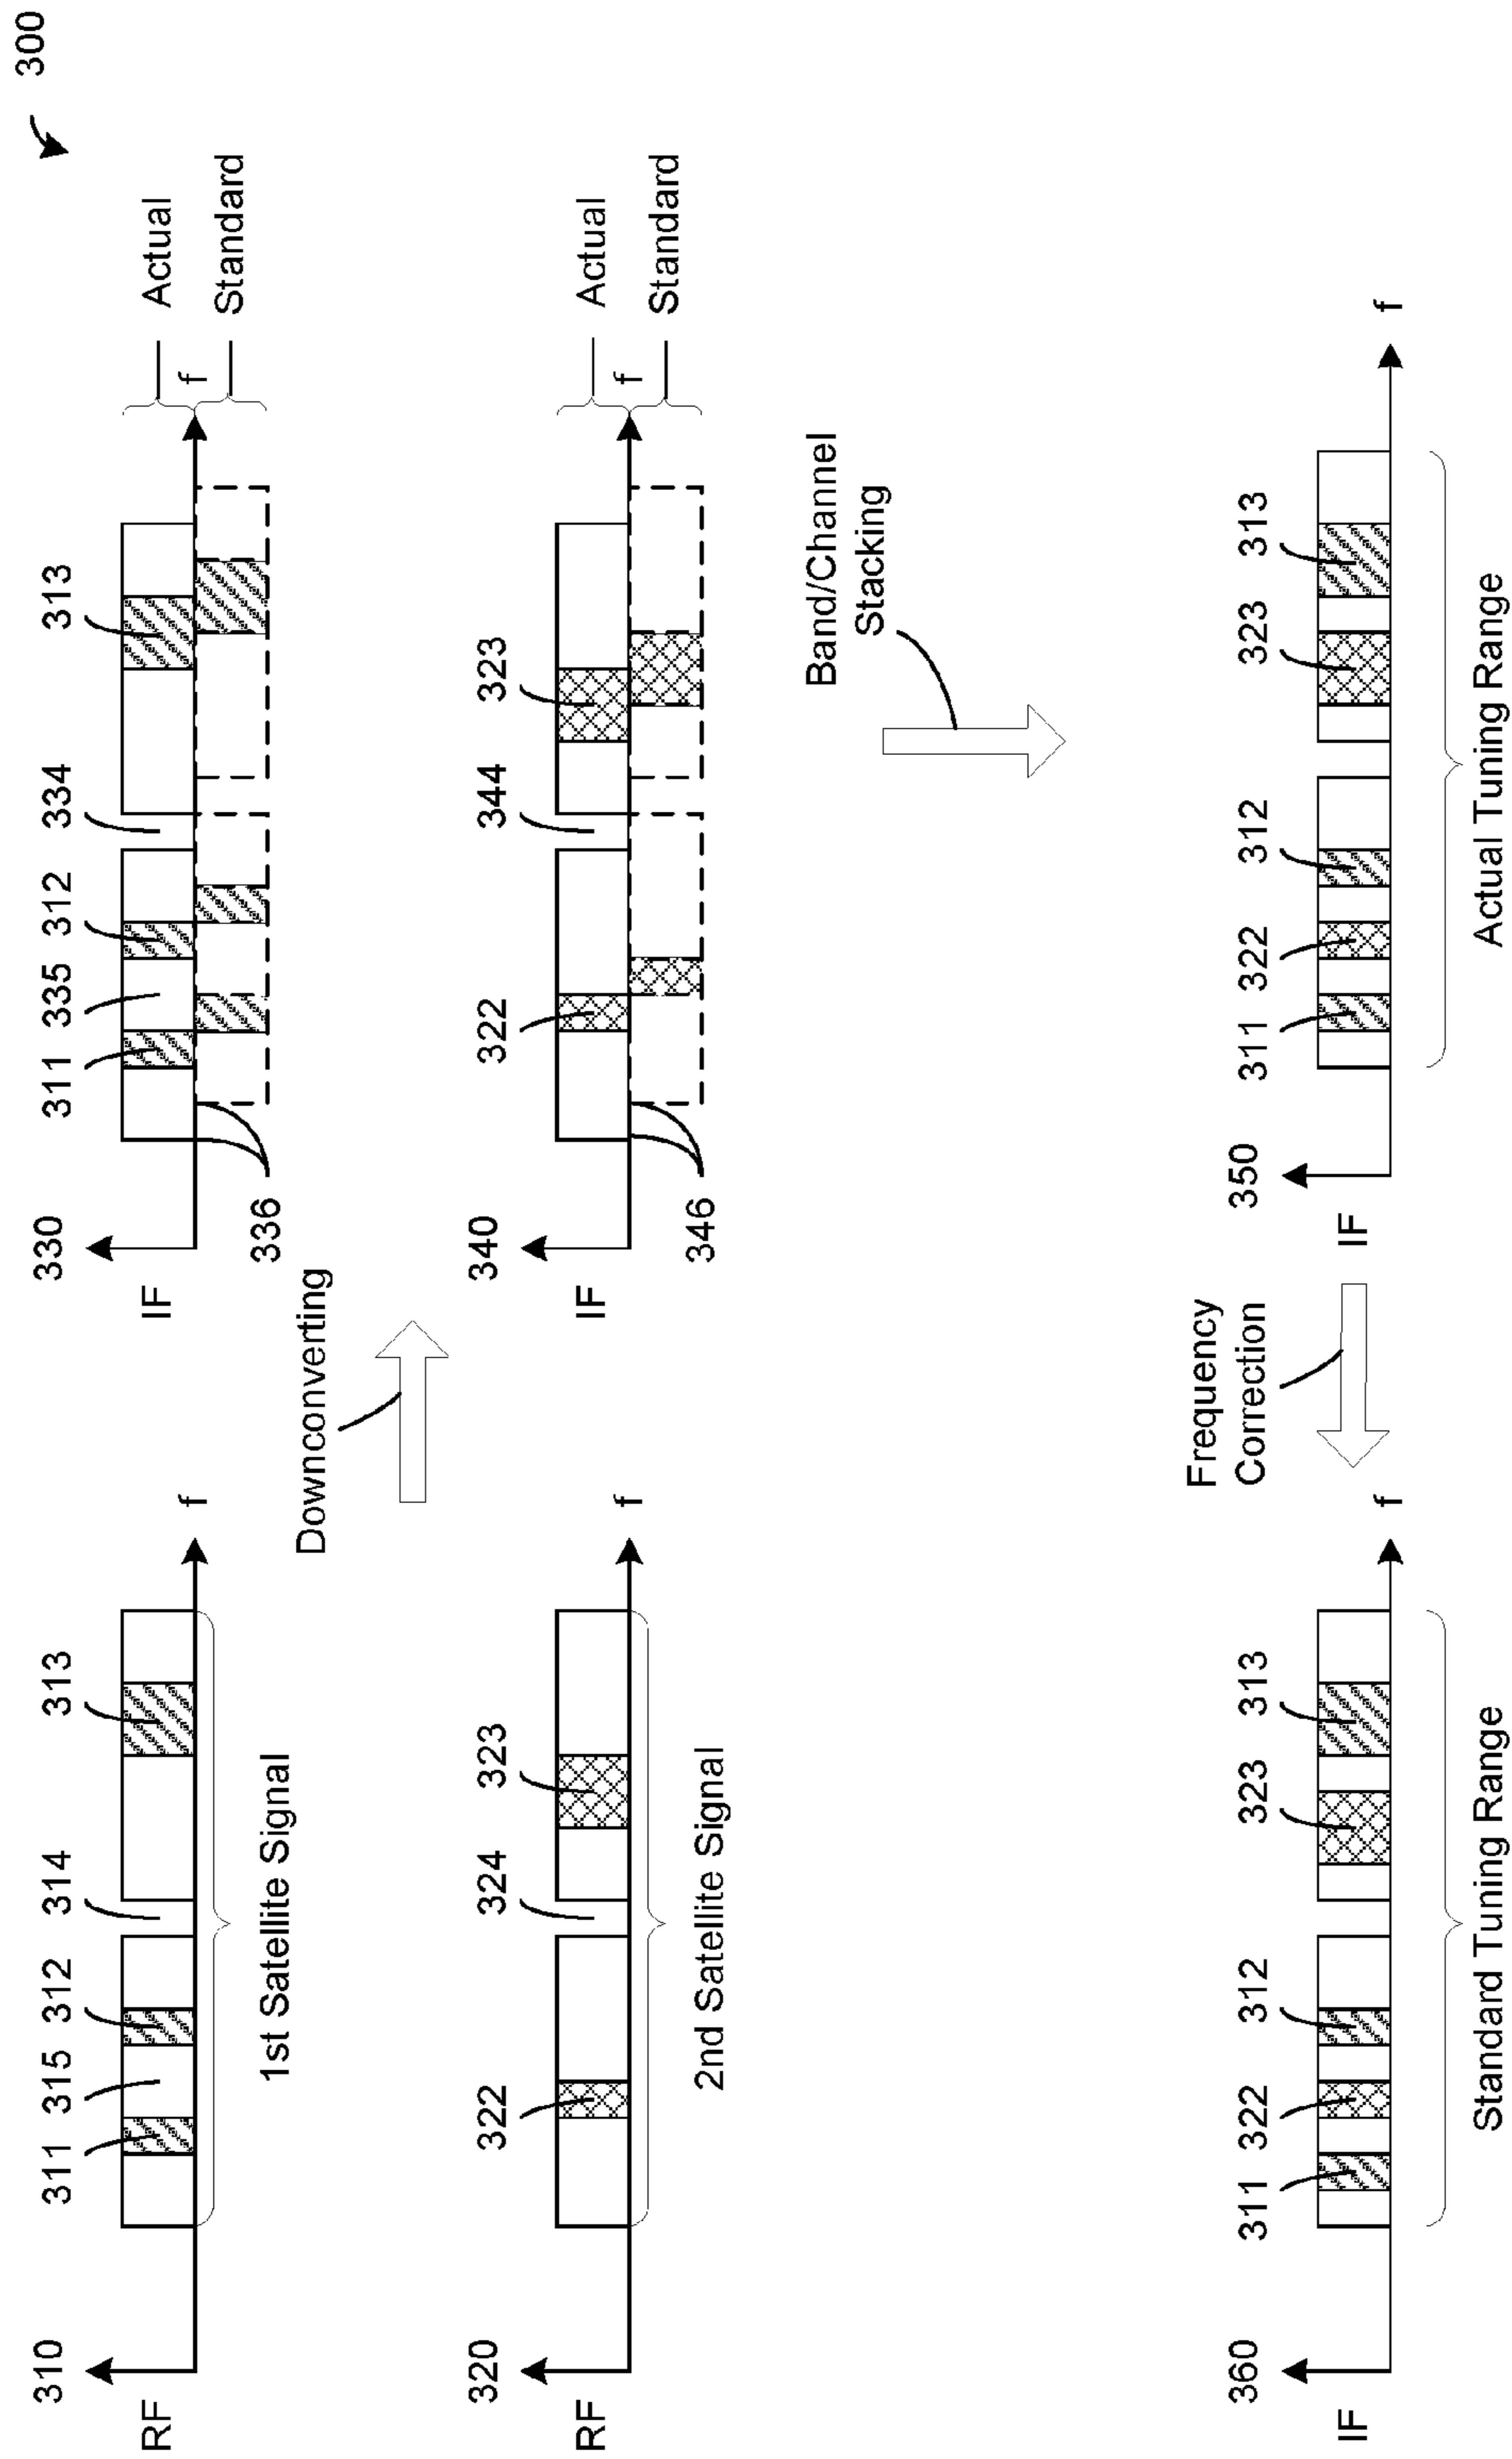 300
310
311
315
312
314
313
RF
f
1st Satellite Signal
Downconverting
330
311
335
312
334
313
IF
f
Actual
Standard
336
320
322
324
323
RF
f
2nd Satellite Signal
340
322
344
323
IF
f
Actual
Standard
346
Band/Channel
Stacking
350
311
322
312
323
313
IF
f
Actual Tuning Range
Frequency
Correction
360
311
322
312
323
313
IF
f
Standard Tuning Range